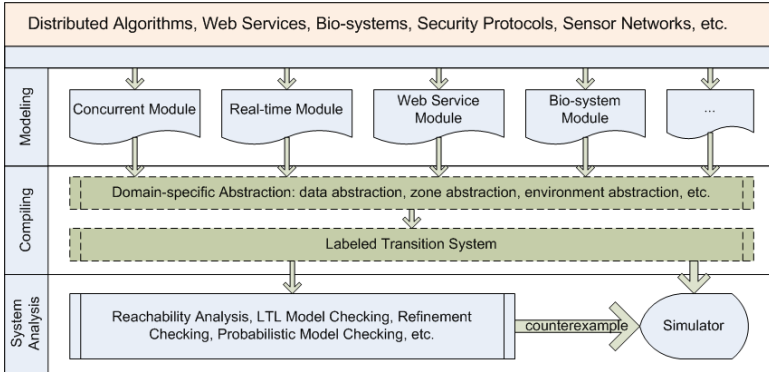 Distributed Algorithms, Web Services, Bio-systems, Security Protocols, Sensor Networks, etc.
Modeling
Concurrent Module
Real-time Module
Web Service
Module
Bio-system
Module
...
Compiling
Domain-specific Abstraction: data abstraction, zone abstraction, environment abstraction, etc.
Labeled Transition System
System
Analysis
Reachability Analysis, LTL Model Checking, Refinement
Checking, Probabilistic Model Checking, etc.
counterexample
Simulator